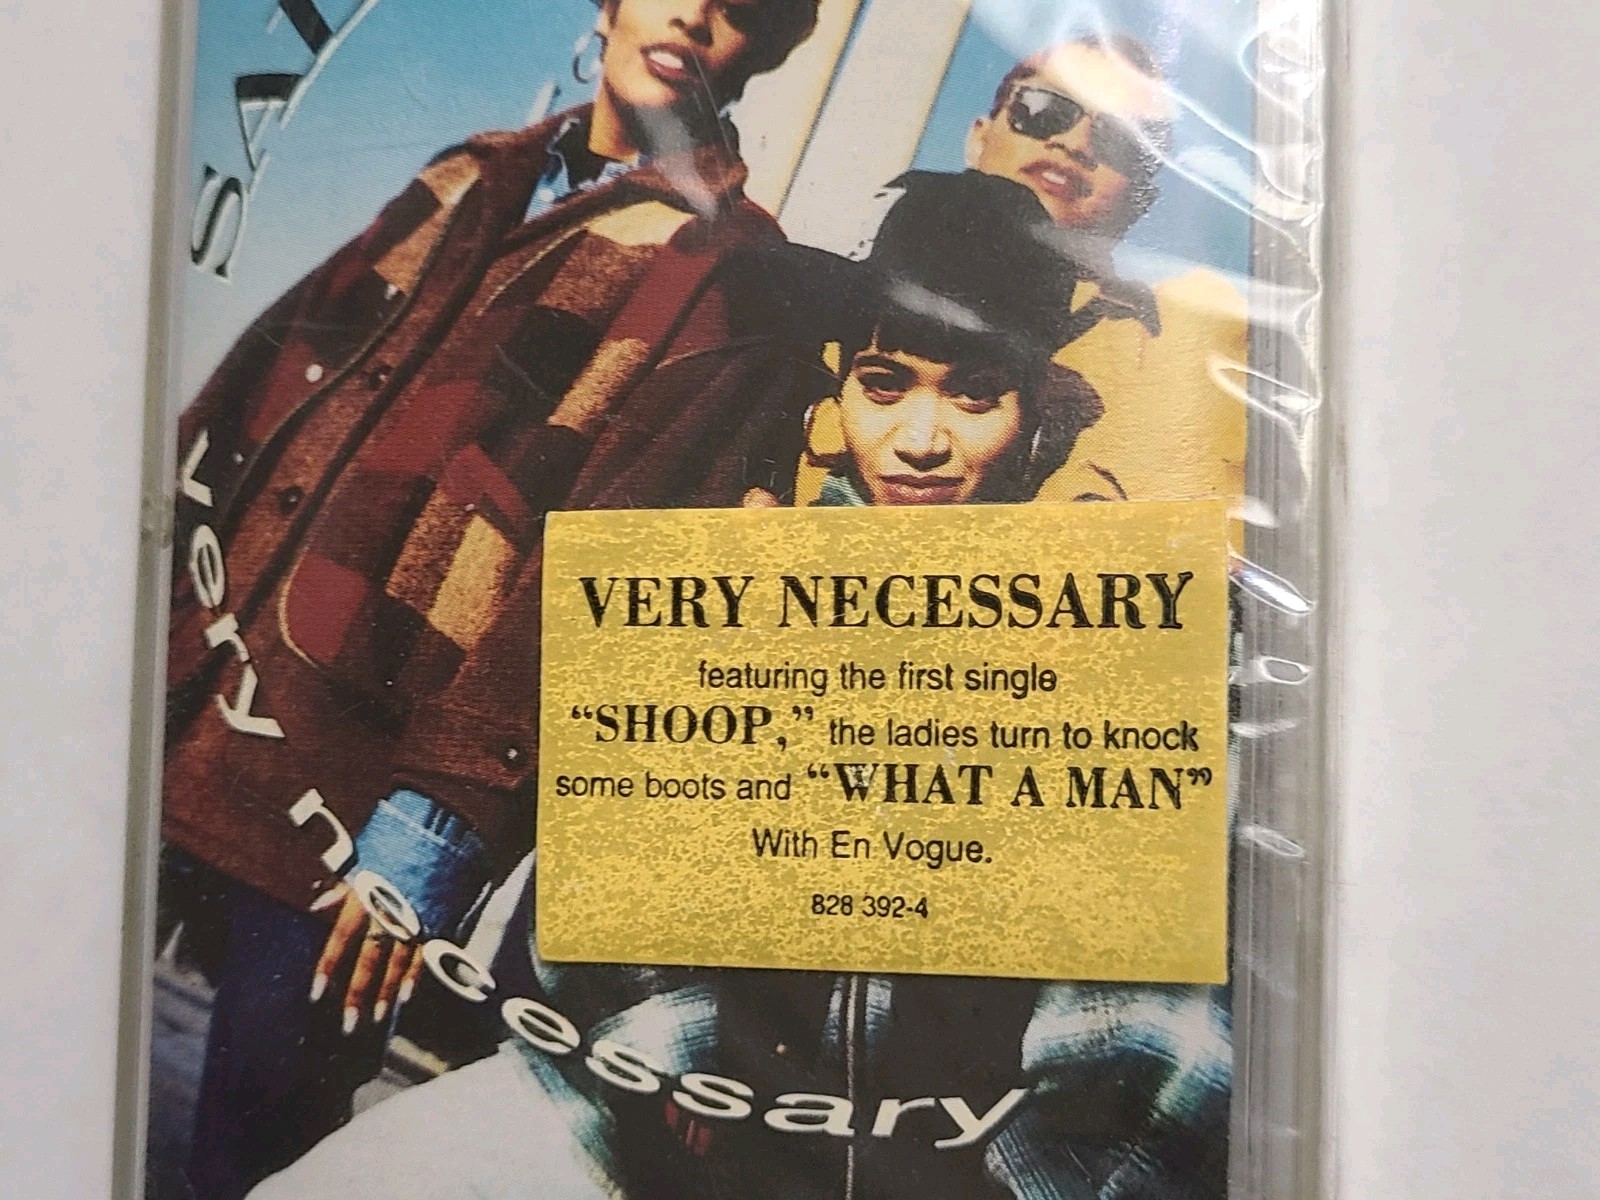 SAL
very necessary
VERY NECESSARY
featuring the first single
“SHOOP,” the ladies turn to knock
some boots and “WHAT A MAN”
With En Vogue.
828 392-4